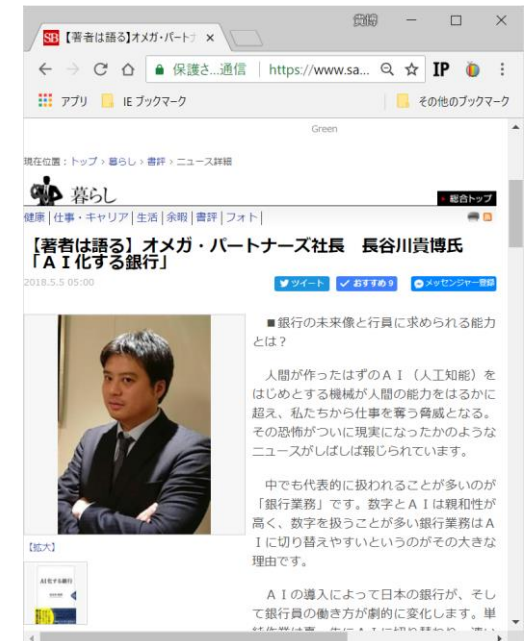 貴博
【著者は語る】オメガ・パート
保護さ...通信
https://www.sa...
IP
アプリ
IE ブックマーク
その他のブックマーク
Green
現在位置：トップ > 暮らし > 書評 > ニュース詳細
暮らし
総合トップ
健康 | 仕事・キャリア | 生活 | 余暇 | 書評 | フォト |
【著者は語る】オメガ・パートナーズ社長　長谷川貴博氏
「ＡＩ化する銀行」
2018.5.5 05:00
ツイート
おすすめ 9
メッセンジャー登録
■銀行の未来像と行員に求められる能力
とは？
人間が作ったはずのＡＩ（人工知能）を
はじめとする機械が人間の能力をはるかに
超え、私たちから仕事を奪う脅威となる。
その恐怖がついに現実になったかのような
ニュースがしばしば報じられています。
中でも代表的に扱われることが多いのが
「銀行業務」です。数字とＡＩは親和性が
高く、数字を扱うことが多い銀行業務はＡ
Ｉに切り替えやすいというのがその大きな
理由です。
【拡大】
AI化する銀行
ＡＩの導入によって日本の銀行が、そし
て銀行員の働き方が劇的に変化します。単